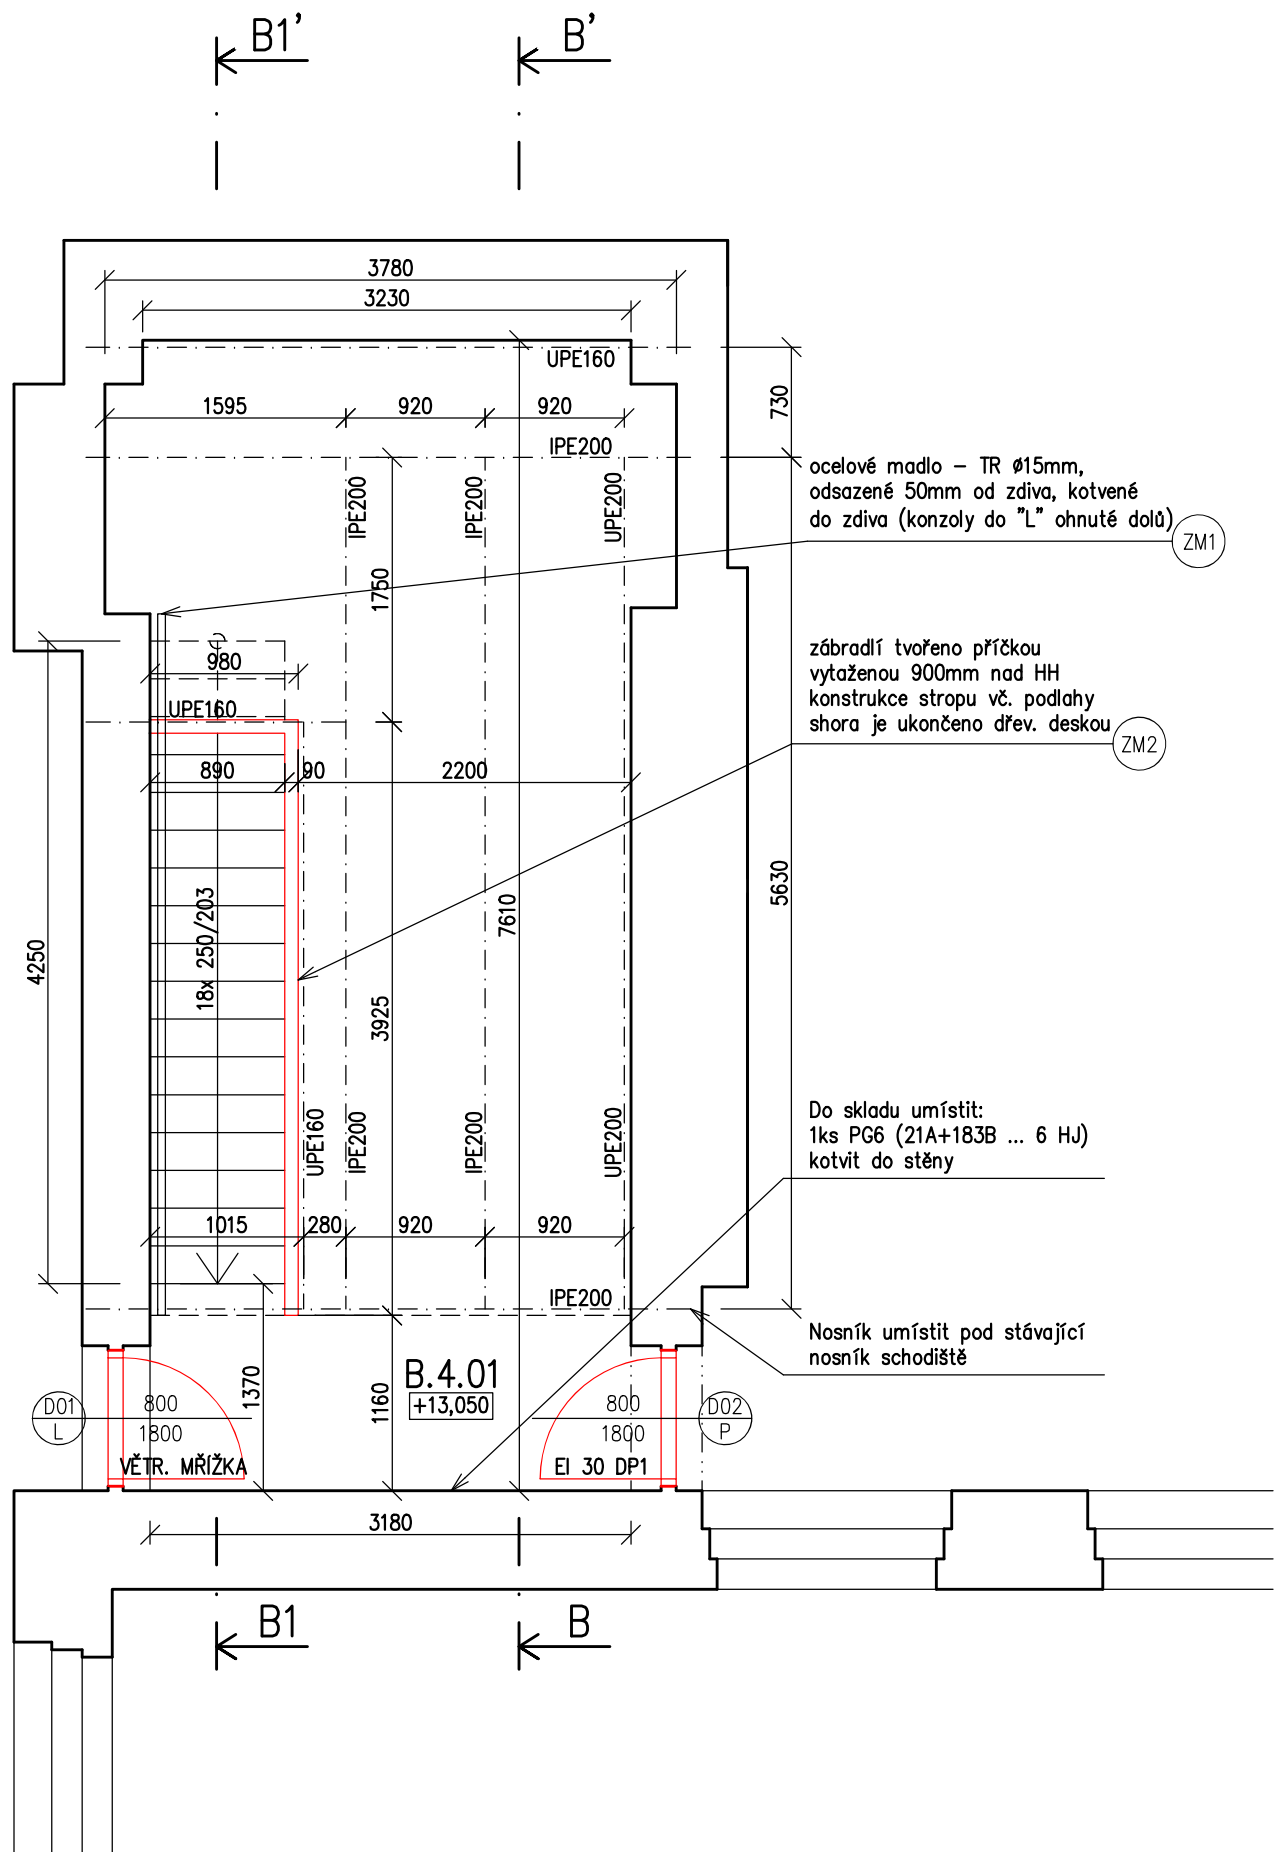 B1’
B’
3780
3230
UPE160
1595
920
920
730
IPE200
IPE200
IPE200
UPE200
ocelové madlo – TR ø15mm,
odsazené 50mm od zdiva, kotvené
do zdiva (konzoly do "L" ohnuté dolů)
ZM1
1750
980
zábradlí tvořeno příčkou
vytaženou 900mm nad HH
konstrukce stropu vč. podlahy
shora je ukončeno dřev. deskou
ZM2
UPE160
890
90
2200
18x 250/203
7610
5630
4250
3925
UPE160
IPE200
IPE200
UPE200
Do skladu umístit:
1ks PG6 (21A+183B ... 6 HJ)
kotvit do stěny
1015
280
920
920
IPE200
Nosník umístit pod stávající
nosník schodiště
B.4.01
+13,050
1370
1160
D01
L
800
1800
VĚTR. MŘÍŽKA
800
1800
EI 30 DP1
D02
P
3180
B1
B